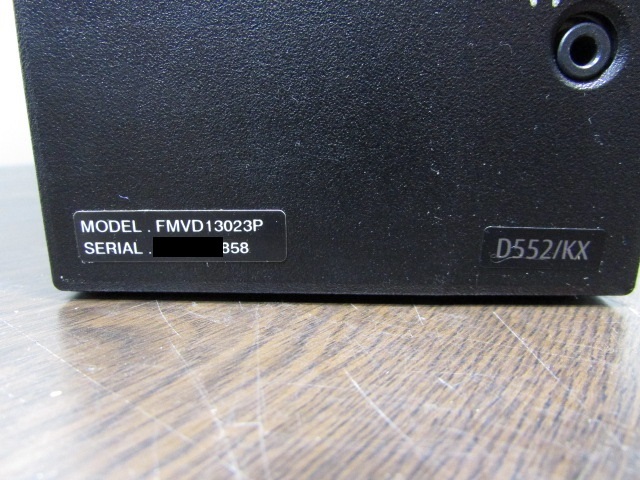 MODEL . FMVD13023P
SERIAL . 858
D552/KX